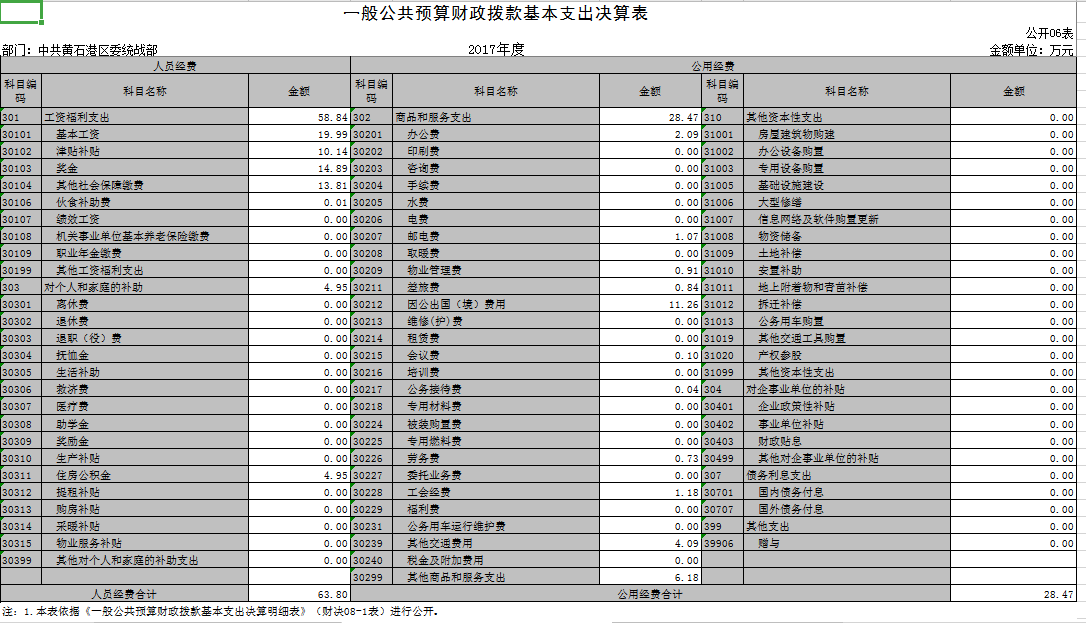 一般公共预算财政拨款基本支出决算表
公开06表
部门：中共黄石港区委统战部 2017年度 金额单位：万元
人员经费 公用经费
科目编码 科目名称 金额 科目编码 科目名称 金额 科目编码 科目名称 金额
301 工资福利支出 58.84 302 商品和服务支出 28.47 310 其他资本性支出 0.00
30101 基本工资 19.99 30201 办公费 2.09 31001 房屋建筑物购建 0.00
30102 津贴补贴 10.14 30202 印刷费 0.00 31002 办公设备购置 0.00
30103 奖金 14.89 30203 咨询费 0.00 31003 专用设备购置 0.00
30104 其他社会保障缴费 13.81 30204 手续费 0.00 31005 基础设施建设 0.00
30106 伙食补助费 0.01 30205 水费 0.00 31006 大型修缮 0.00
30107 绩效工资 0.00 30206 电费 0.00 31007 信息网络及软件购置更新 0.00
30108 机关事业单位基本养老保险缴费 0.00 30207 邮电费 1.07 31008 物资储备 0.00
30109 职业年金缴费 0.00 30208 取暖费 0.00 31009 土地补偿 0.00
30199 其他工资福利支出 0.00 30209 物业管理费 0.91 31010 安置补助 0.00
303 对个人和家庭的补助 4.95 30211 差旅费 0.84 31011 地上附着物和青苗补偿 0.00
30301 离休费 0.00 30212 因公出国（境）费用 11.26 31012 拆迁补偿 0.00
30302 退休费 0.00 30213 维修(护)费 0.00 31013 公务用车购置 0.00
30303 退职（役）费 0.00 30214 租赁费 0.00 31019 其他交通工具购置 0.00
30304 抚恤金 0.00 30215 会议费 0.10 31020 产权参股 0.00
30305 生活补助 0.00 30216 培训费 0.00 31099 其他资本性支出 0.00
30306 救济费 0.00 30217 公务接待费 0.04 304 对企事业单位的补贴 0.00
30307 医疗费 0.00 30218 专用材料费 0.00 30401 企业政策性补贴 0.00
30308 助学金 0.00 30224 被装购置费 0.00 30402 事业单位补贴 0.00
30309 奖励金 0.00 30225 专用燃料费 0.00 30403 财政贴息 0.00
30310 生产补贴 0.00 30226 劳务费 0.73 30499 其他对企事业单位的补贴 0.00
30311 住房公积金 4.95 30227 委托业务费 0.00 307 债务利息支出 0.00
30312 提租补贴 0.00 30228 工会经费 1.18 30701 国内债务付息 0.00
30313 购房补贴 0.00 30229 福利费 0.00 30707 国外债务付息 0.00
30314 采暖补贴 0.00 30231 公务用车运行维护费 0.00 399 其他支出 0.00
30315 物业服务补贴 0.00 30239 其他交通费用 4.09 39906 赠与 0.00
30399 其他对个人和家庭的补助支出 0.00 30240 税金及附加费用 0.00
30299 其他商品和服务支出 6.18
人员经费合计 63.80 公用经费合计 28.47
注：1.本表依据《一般公共预算财政拨款基本支出决算明细表》（财决08-1表）进行公开。